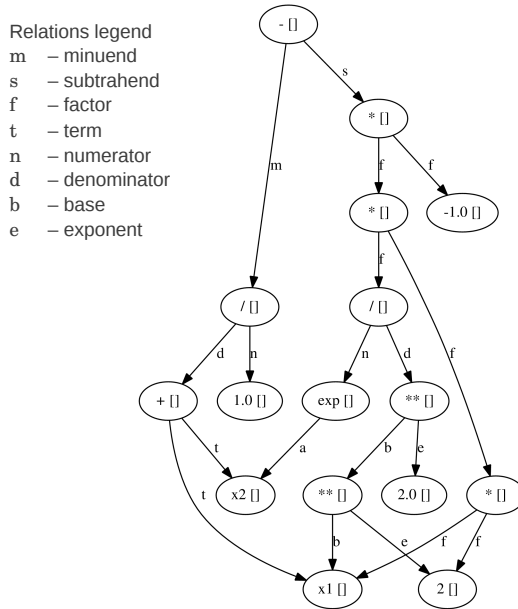 Relations legend
m – minuend
s – subtrahend
f – factor
t – term
n – numerator
d – denominator
b – base
e – exponent
- []
s
* []
m
f
f
* []
-1.0 []
f
/ []
/ []
f
d
n
n
d
+ []
1.0 []
exp []
** []
t
a
b
e
t
x2 []
** []
2.0 []
* []
b
e
f
f
x1 []
2 []